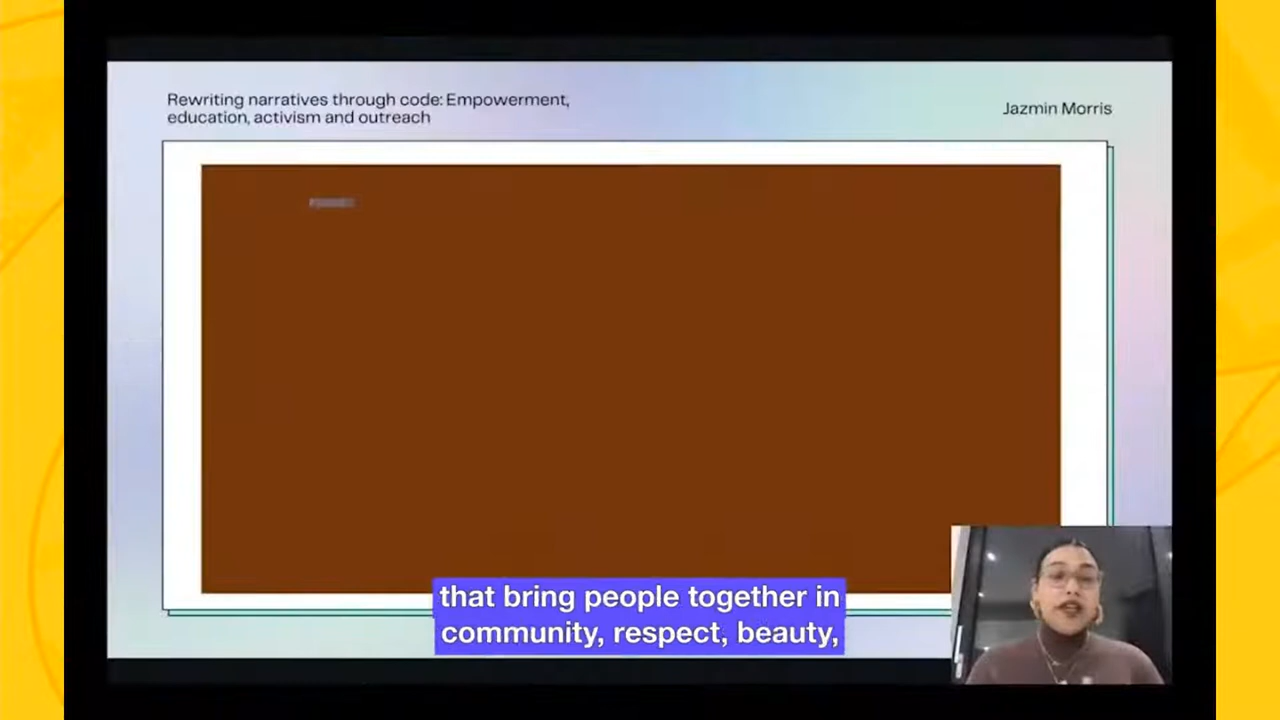 Rewriting narratives through code: Empowerment,
education, activism and outreach
Jazmin Morris
that bring people together in
community, respect, beauty,